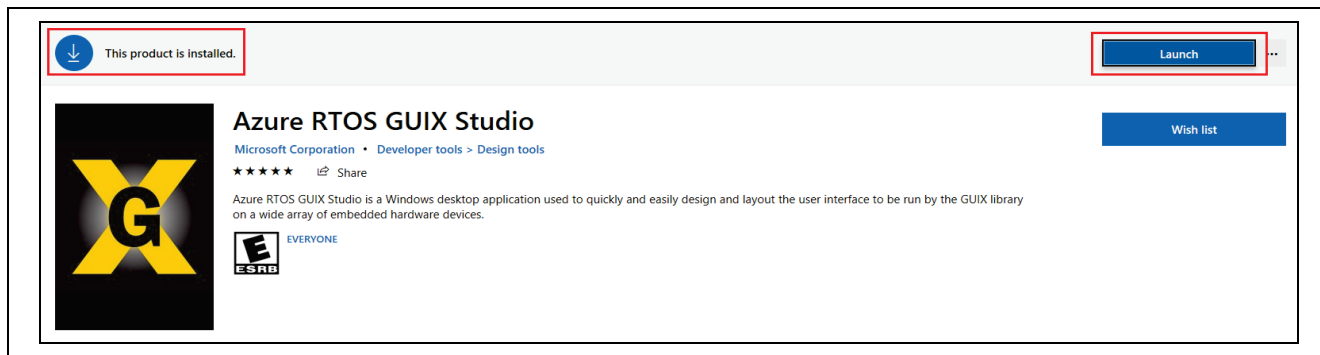 This product is installed.
Launch
...
Azure RTOS GUIX Studio
Microsoft Corporation • Developer tools > Design tools
★★★★★ Share
Azure RTOS GUIX Studio is a Windows desktop application used to quickly and easily design and layout the user interface to be run by the GUIX library
on a wide array of embedded hardware devices.
Wish list
X
G
E
ESRB
EVERYONE